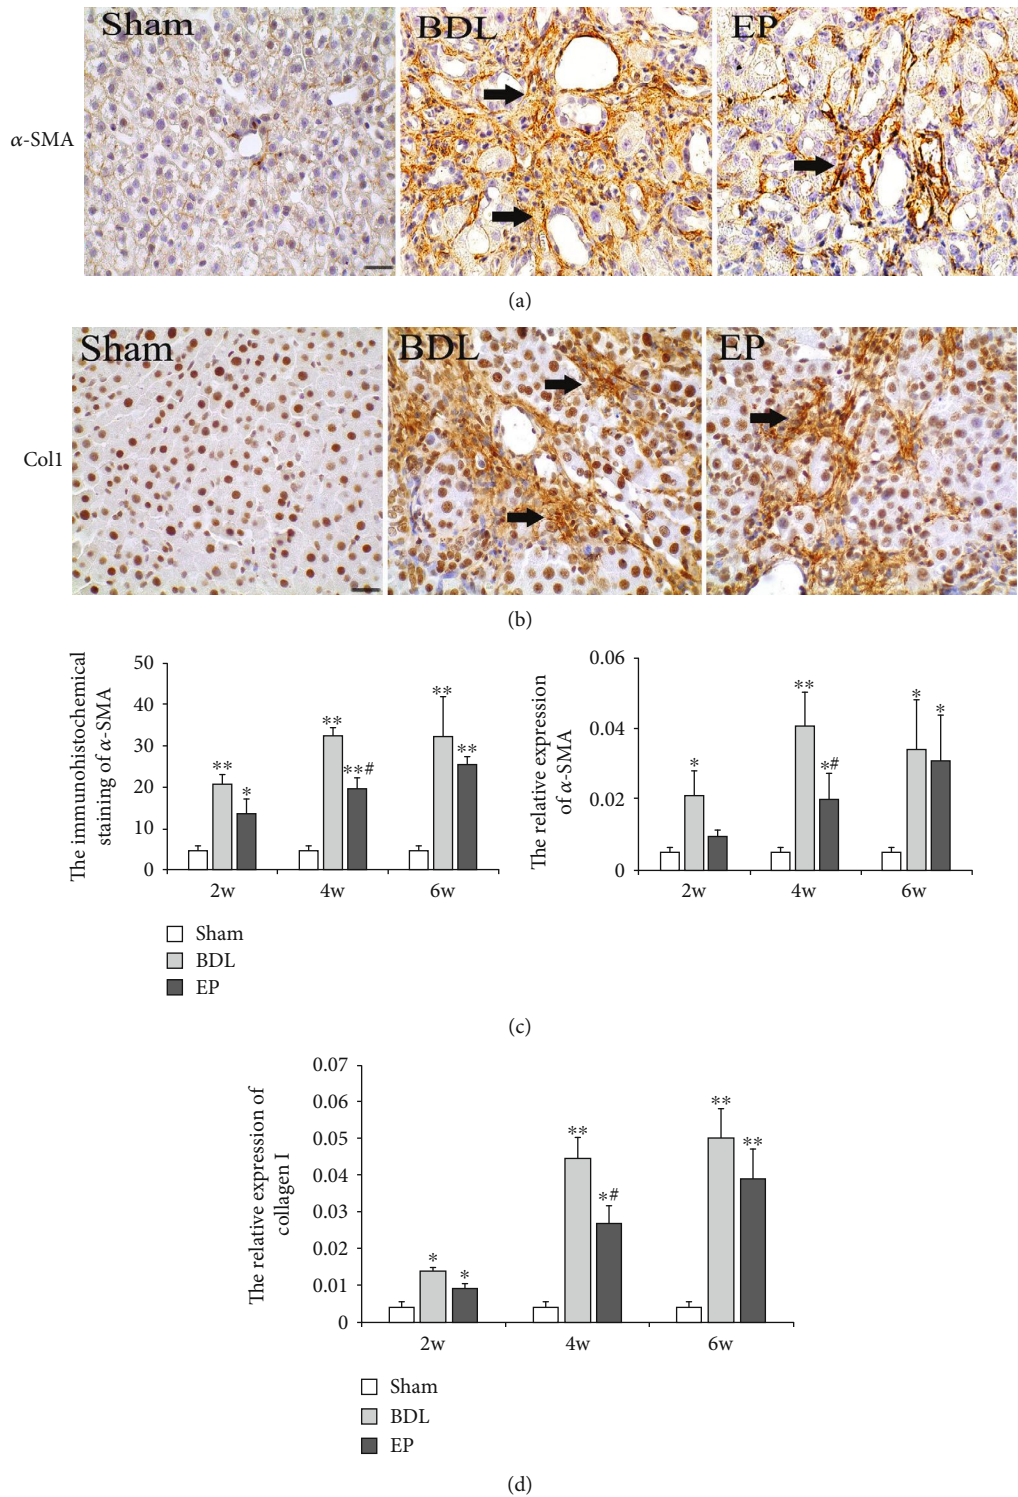 Sham BDL EP
α-SMA
(a)
Sham BDL EP
Col1
(b)
The immunohistochemical
staining of α-SMA
50
40
30
20
10
0
** * ** **# ** **
2w 4w 6w
Sham
BDL
EP
The relative expression
of α-SMA
0.06
0.04
0.02
0
* ** *# * *
2w 4w 6w
(c)
The relative expression of
collagen I
0.07
0.06
0.05
0.04
0.03
0.02
0.01
0
* * ** *# ** **
2w 4w 6w
Sham
BDL
EP
(d)